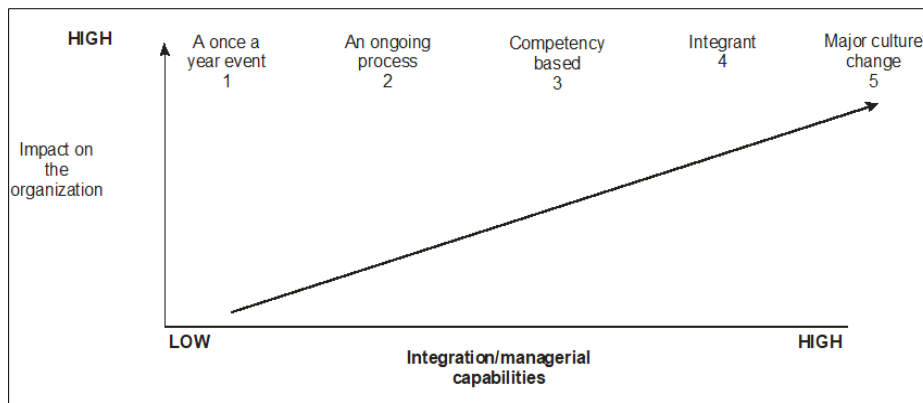 HIGH
A once a
year event
1
An ongoing
process
2
Competency
based
3
Integrant
4
Major culture
change
5
Impact on
the
organization
LOW
HIGH
Integration/managerial
capabilities